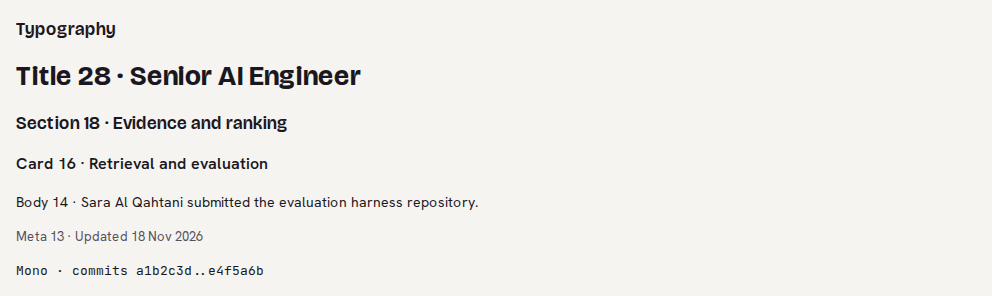 Typography
Title 28 · Senior AI Engineer
Section 18 · Evidence and ranking
Card 16 · Retrieval and evaluation
Body 14 · Sara Al Qahtani submitted the evaluation harness repository.
Meta 13 · Updated 18 Nov 2026
Mono · commits a1b2c3d..e4f5a6b